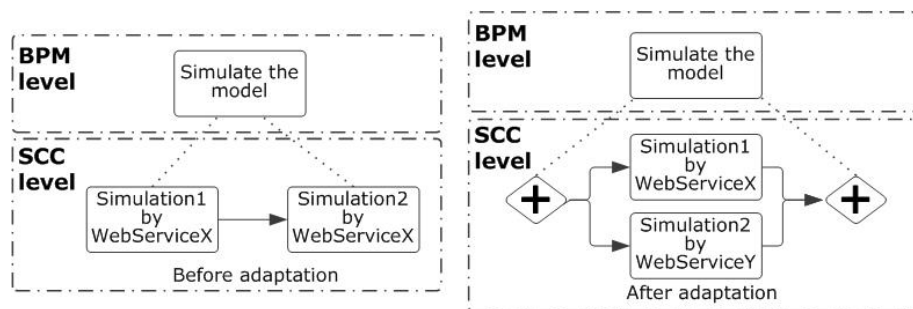 BPM
level
Simulate the
model
SCC
level
Simulation1
by
WebServiceX
Simulation2
by
WebServiceX
Before adaptation
BPM
level
Simulate the
model
SCC
level
Simulation1
by
WebServiceX
Simulation2
by
WebServiceY
After adaptation